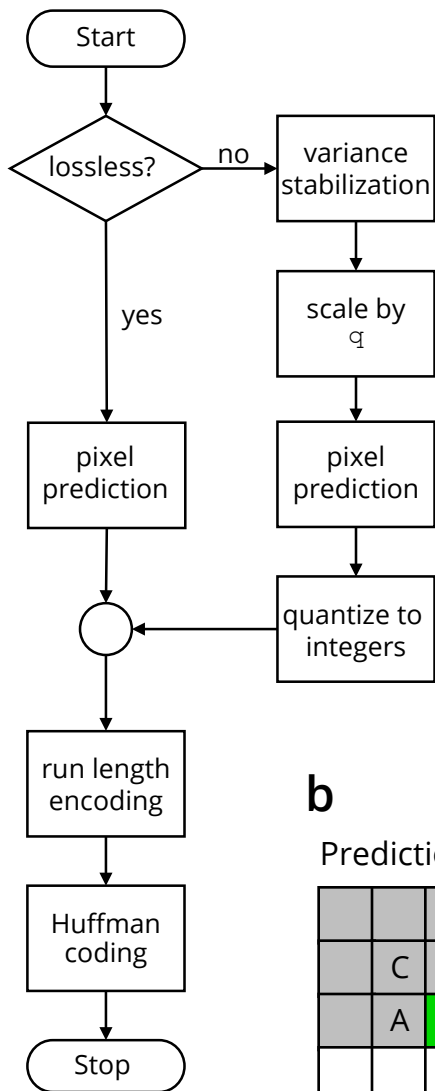 Start
lossless?
no
variance
stabilization
yes
scale by
q
pixel
prediction
pixel
prediction
quantize to
integers
run length
encoding
b
Huffman
coding
C
A
Stop